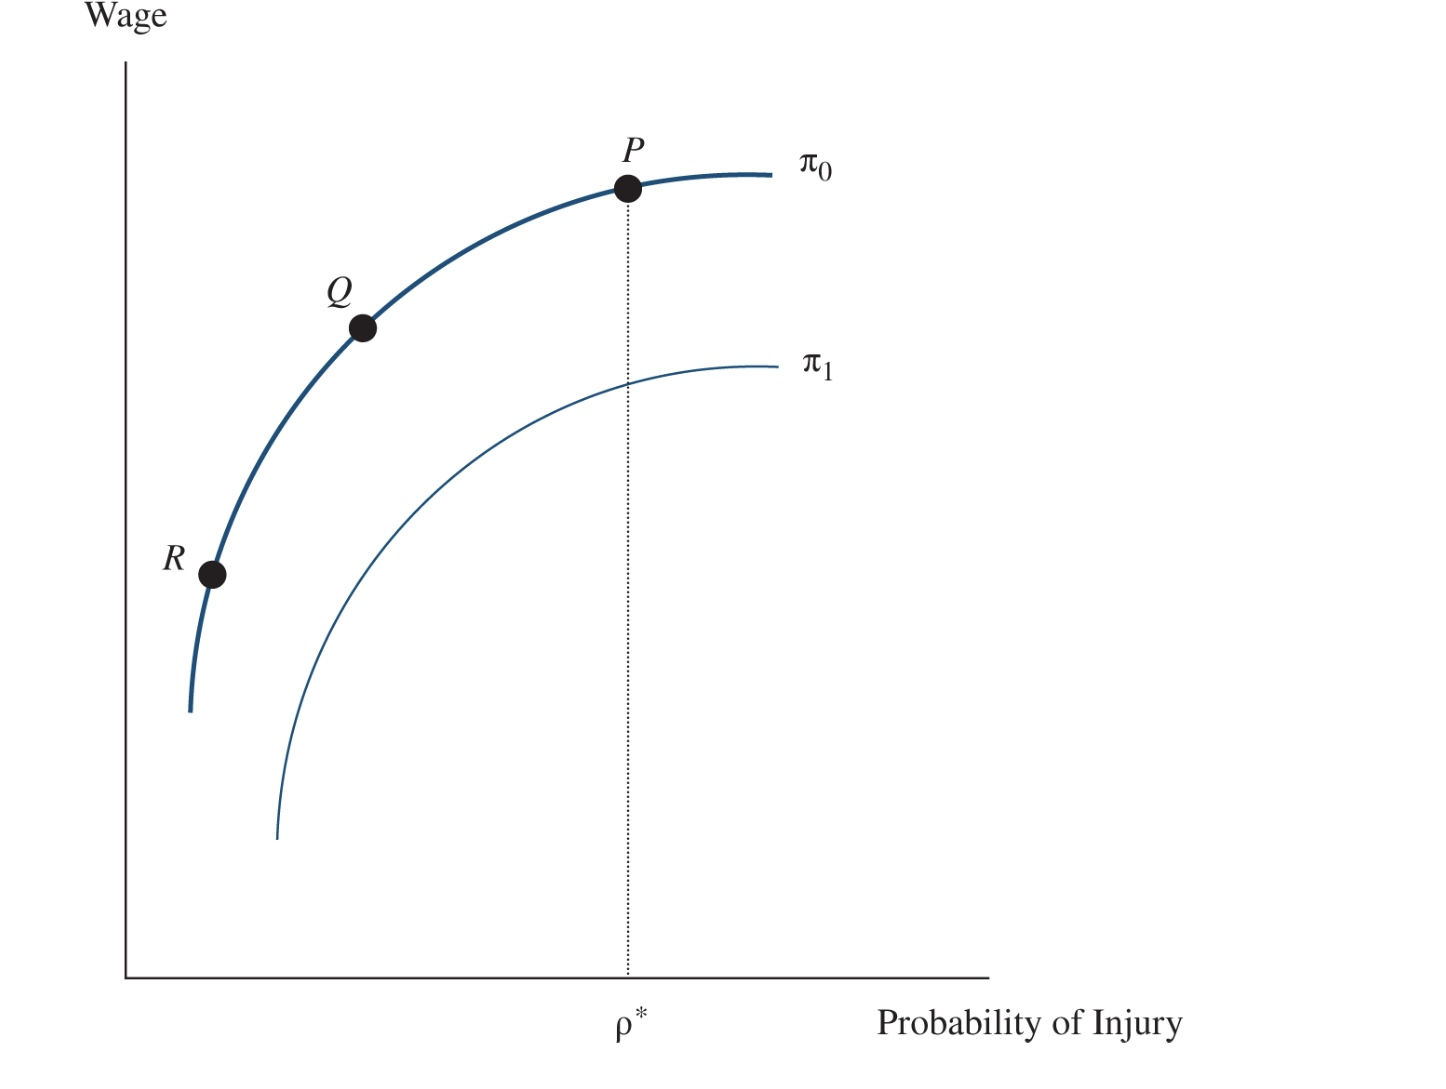 Wage
P
π0
Q
π1
R
ρ*
Probability of Injury